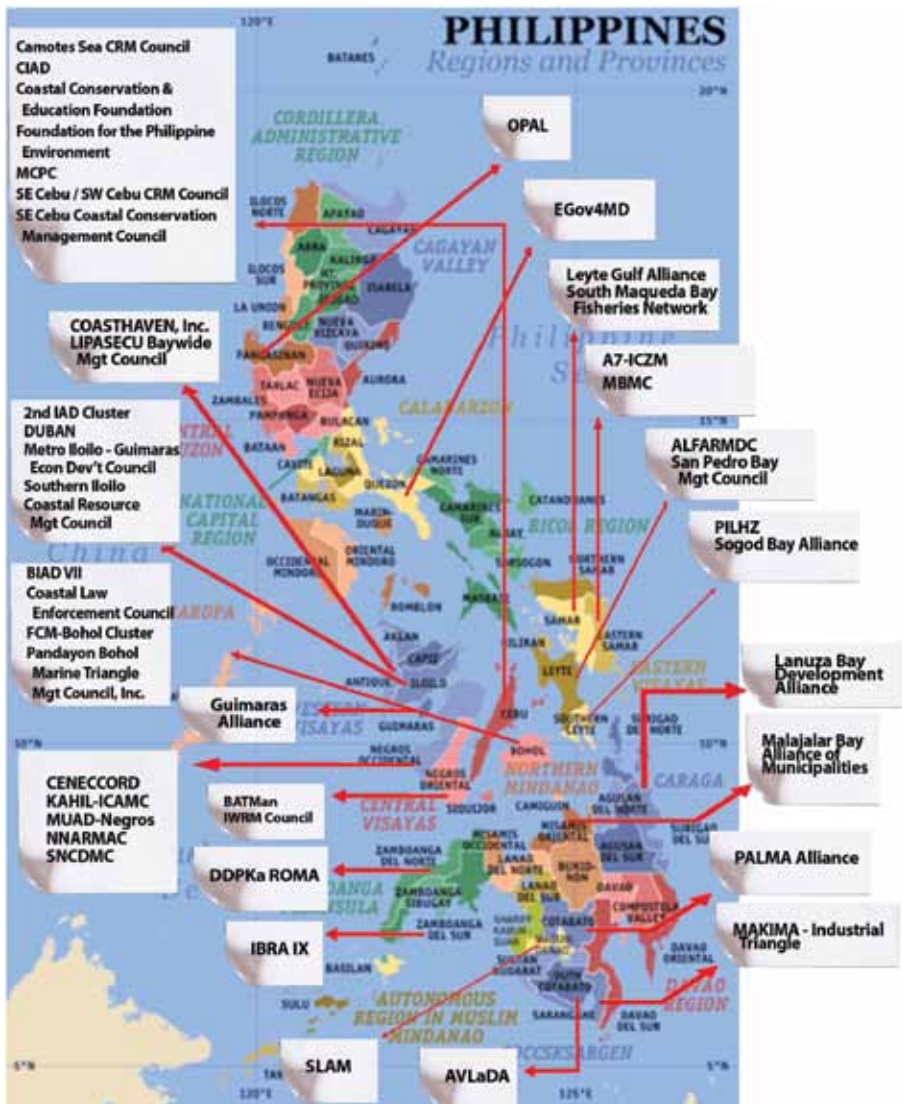 PHILIPPINES
Regions and Provinces
120°E
BATANES
20°N
Camotes Sea CRM Council
CIAD
Coastal Conservation &
Education Foundation
Foundation for the Philippine
Environment
MCPC
SE Cebu / SW Cebu CRM Council
SE Cebu Coastal Conservation
Management Council
CORDILLERA
ADMINISTRATIVE
REGION
OPAL
EGov4MD
ILOCOS
NORTE
APAYAO
CAGAYAN
ABRA
KALINGA
CAGAYAN
VALLEY
ILOCOS
SUR
MT
PROVINCE
IFUGAO
ISABELA
LA UNION
BENGUET
NUEVA
VIZCAYA
QUIRINO
Leyte Gulf Alliance
South Maqueda Bay
Fisheries Network
COASTHAVEN, Inc.
LIPASECU Baywide
Mgt Council
PANGASINAN
Philippine
TARLAC
NUEVA
ECIJA
AURORA
ZAMBALES
PAMPANGA
BULACAN
CALABARZON
15°N
A7-ICZM
MBMC
2nd IAD Cluster
DUBAN
Metro Iloilo - Guimaras
Econ Dev't Council
Southern Iloilo
Coastal Resource
Mgt Council
BATAAN
RIZAL
CAVITE
LAGUNA
BATANGAS
QUEZON
CAMARINES
NORTE
NATIONAL
CAPITAL
REGION
MARIN-
DUQUE
CAMARINES
SUR
CATANDUANES
ALBAY
BICOL REGION
ALFARMDC
San Pedro Bay
Mgt Council
China
OCCIDENTAL
MINDORO
ORIENTAL
MINDORO
SORSOGON
NORTHERN
SAMAR
PILHZ
Sogod Bay Alliance
BIAD VII
Coastal Law
Enforcement Council
FCM-Bohol Cluster
Pandayon Bohol
Marine Triangle
Mgt Council, Inc.
ROMBLON
MASBATE
AKLAN
CAPIZ
ANTIQUE
ILOILO
SAMAR
EASTERN
SAMAR
LEYTE
EASTERN
VISAYAS
Lanuza Bay
Development
Alliance
Guimaras
Alliance
GUIMARAS
CEBU
SOUTHERN
LEYTE
SURIGAO
DEL NORTE
10°N
10°N
NEGROS
OCCIDENTAL
BOHOL
NORTHERN
MINDANAO
CARAGA
Malajalar Bay
Alliance of
Municipalities
CENECCORD
KAHIL-ICAMC
MUAD-Negros
NNARMAC
SNCDMC
BATMan
IWRM Council
NEGROS
ORIENTAL
CENTRAL
VISAYAS
SIQUIJOR
CAMIGUIN
AGUSAN
DEL NORTE
MISAMIS
OCCIDENTAL
MISAMIS
ORIENTAL
AGUSAN
DEL SUR
SURIGAO
DEL SUR
DDPKa ROMA
ZAMBOANGA
DEL NORTE
LANAO
DEL NORTE
BUKID-
NON
LANAO
DEL SUR
DAVAO
COMPOSTELA
VALLEY
PALMA Alliance
ZAMBOANGA
SIBUGAY
ZAMBOANGA
DEL SUR
COTABATO
IBRA IX
SULTAN
KUDARAT
DAVAO
ORIENTAL
MAKIMA - Industrial
Triangle
BASILAN
SOUTH
COTABATO
DAVAO
REGION
SULU
AUTONOMOUS
REGION IN MUSLIM
MINDANAO
SARANGANI
DAVAO
DEL SUR
SOCCSKSARGEN
5°N
5°N
SLAM
AVLaDA
120°E
125°E